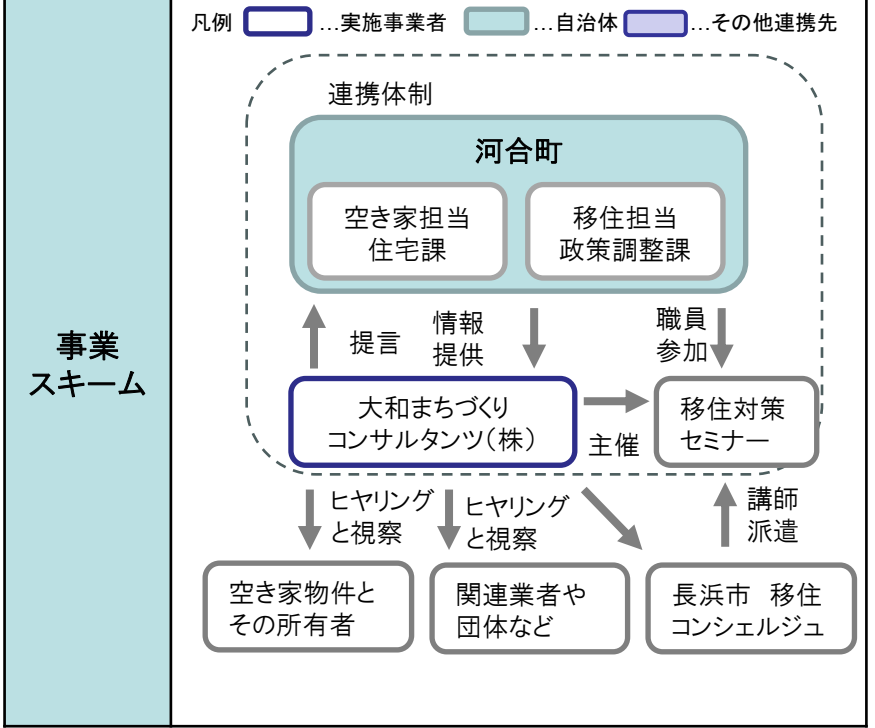 凡例 …実施事業者 …自治体 …その他連携先
事業
スキーム
連携体制
河合町
空き家担当
住宅課
移住担当
政策調整課
提言
情報
提供
職員
参加
大和まちづくり
コンサルタンツ(株)
主催
移住対策
セミナー
ヒヤリング
と視察
ヒヤリング
と視察
講師
派遣
空き家物件と
その所有者
関連業者や
団体など
長浜市 移住
コンシェルジュ